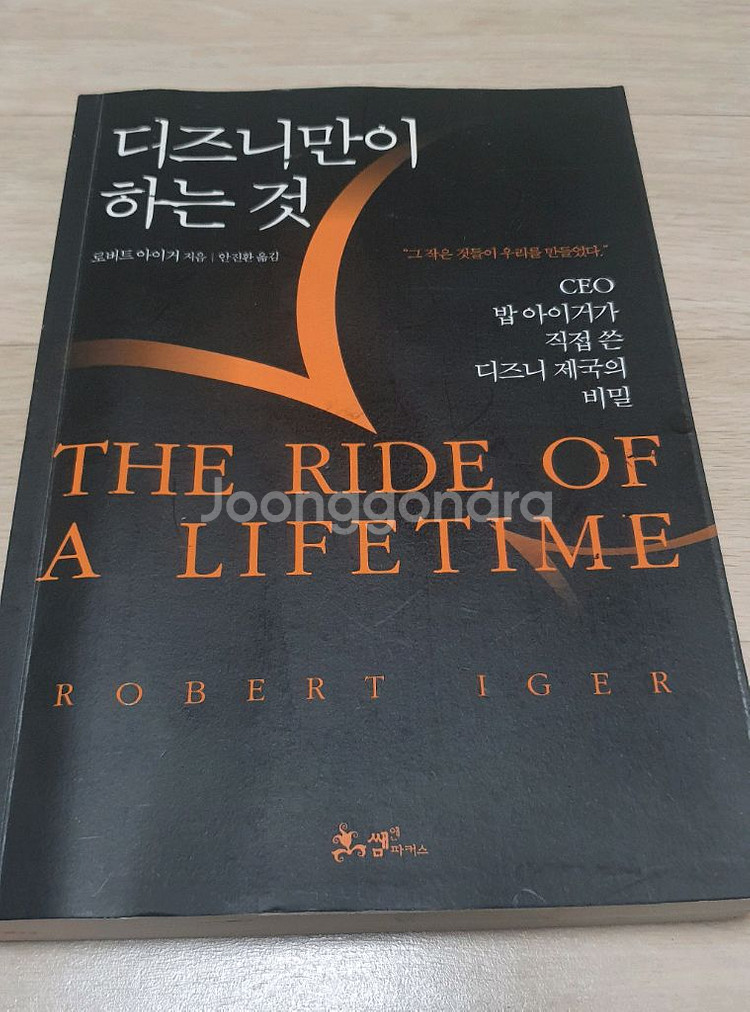 디즈니만이
하는 것
로버트 아이거 지음 | 안진환 옮김
"그 작은 것들이 우리를 만들었다."
CEO
밥 아이거가
직접 쓴
디즈니 제국의
비밀
THE RIDE OF
Joonggonara
A LIFETIME
ROBERT IGER
쌤앤파커스